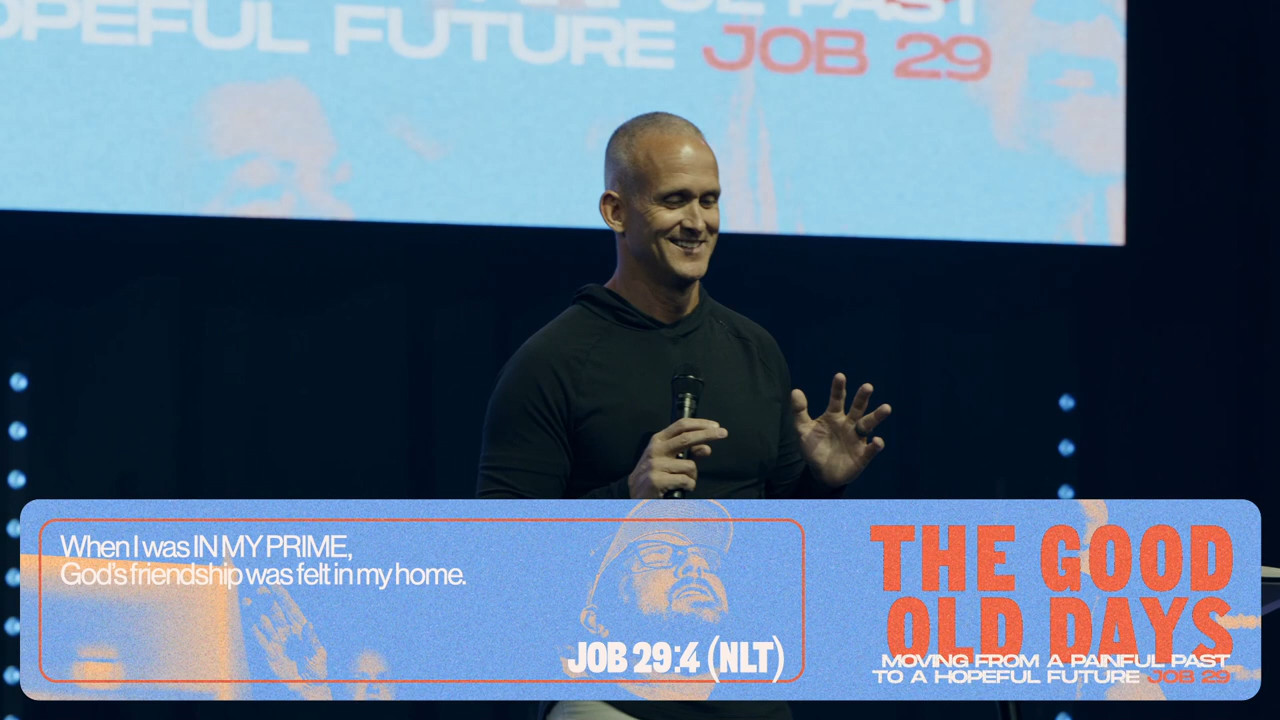 OPEFUL FUTURE JOB 29
When I was IN MY PRIME,
God's friendship was felt in my home.
JOB 29:4 (NLT)
THE GOOD
OLD DAYS
MOVING FROM A PAINFUL PAST
TO A HOPEFUL FUTURE JOB 29